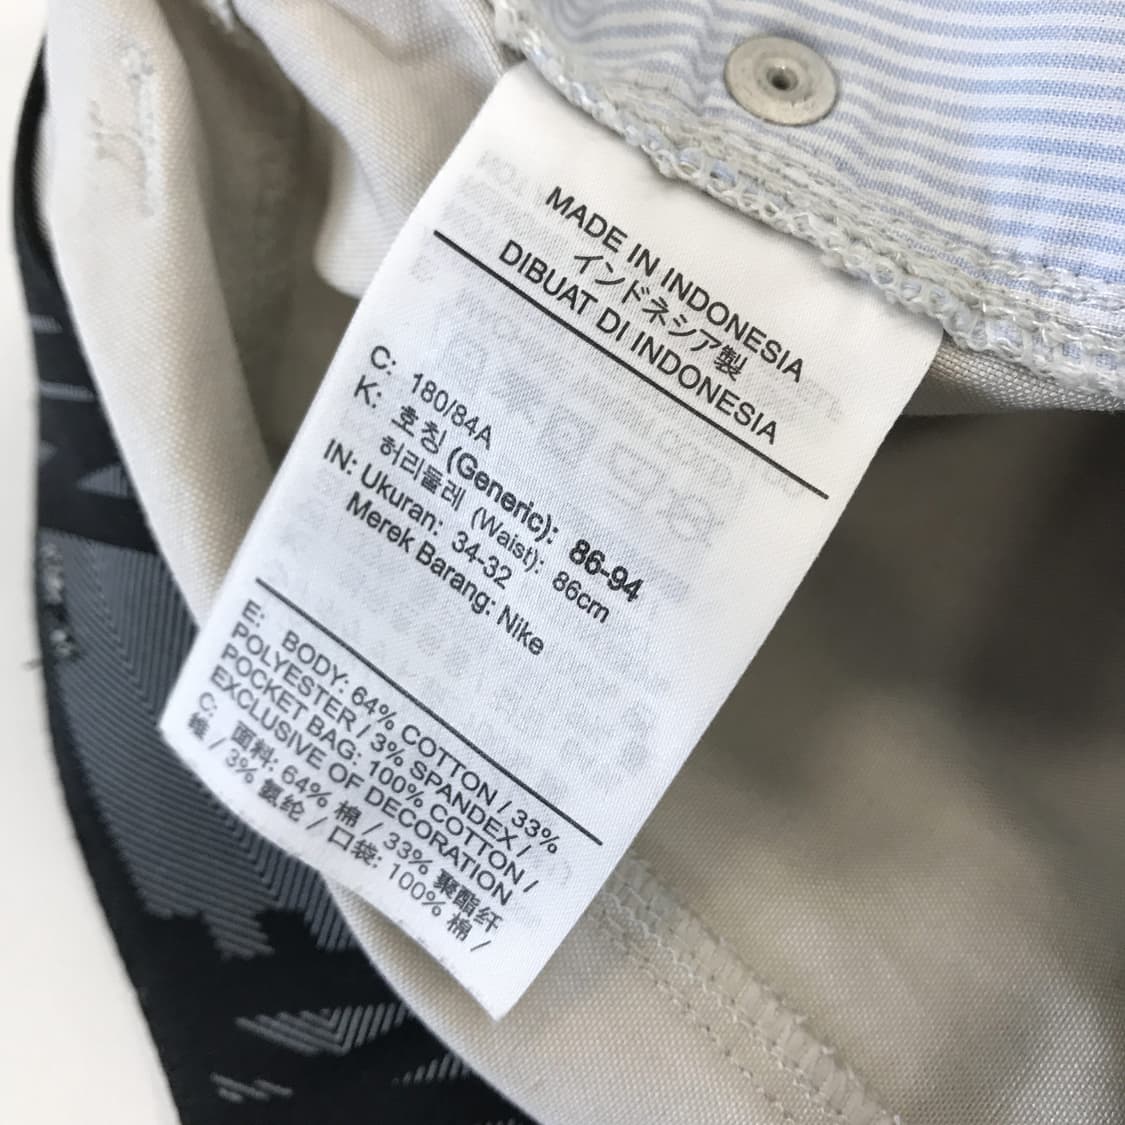 MADE IN INDONESIA
インドネシア製
DIBUAT DI INDONESIA
C: 180/84A
K: 호칭 (Generic): 86-94
허리둘레 (Waist): 86cm
IN: Ukuran: 34-32
Merek Barang: Nike
E: BODY: 64% COTTON / 33%
POLYESTER / 3% SPANDEX /
POCKET BAG: 100% COTTON /
EXCLUSIVE OF DECORATION
C: 面料: 64% 棉 / 33% 聚酯纤
维 / 3% 氨纶 / 口袋: 100% 棉 /